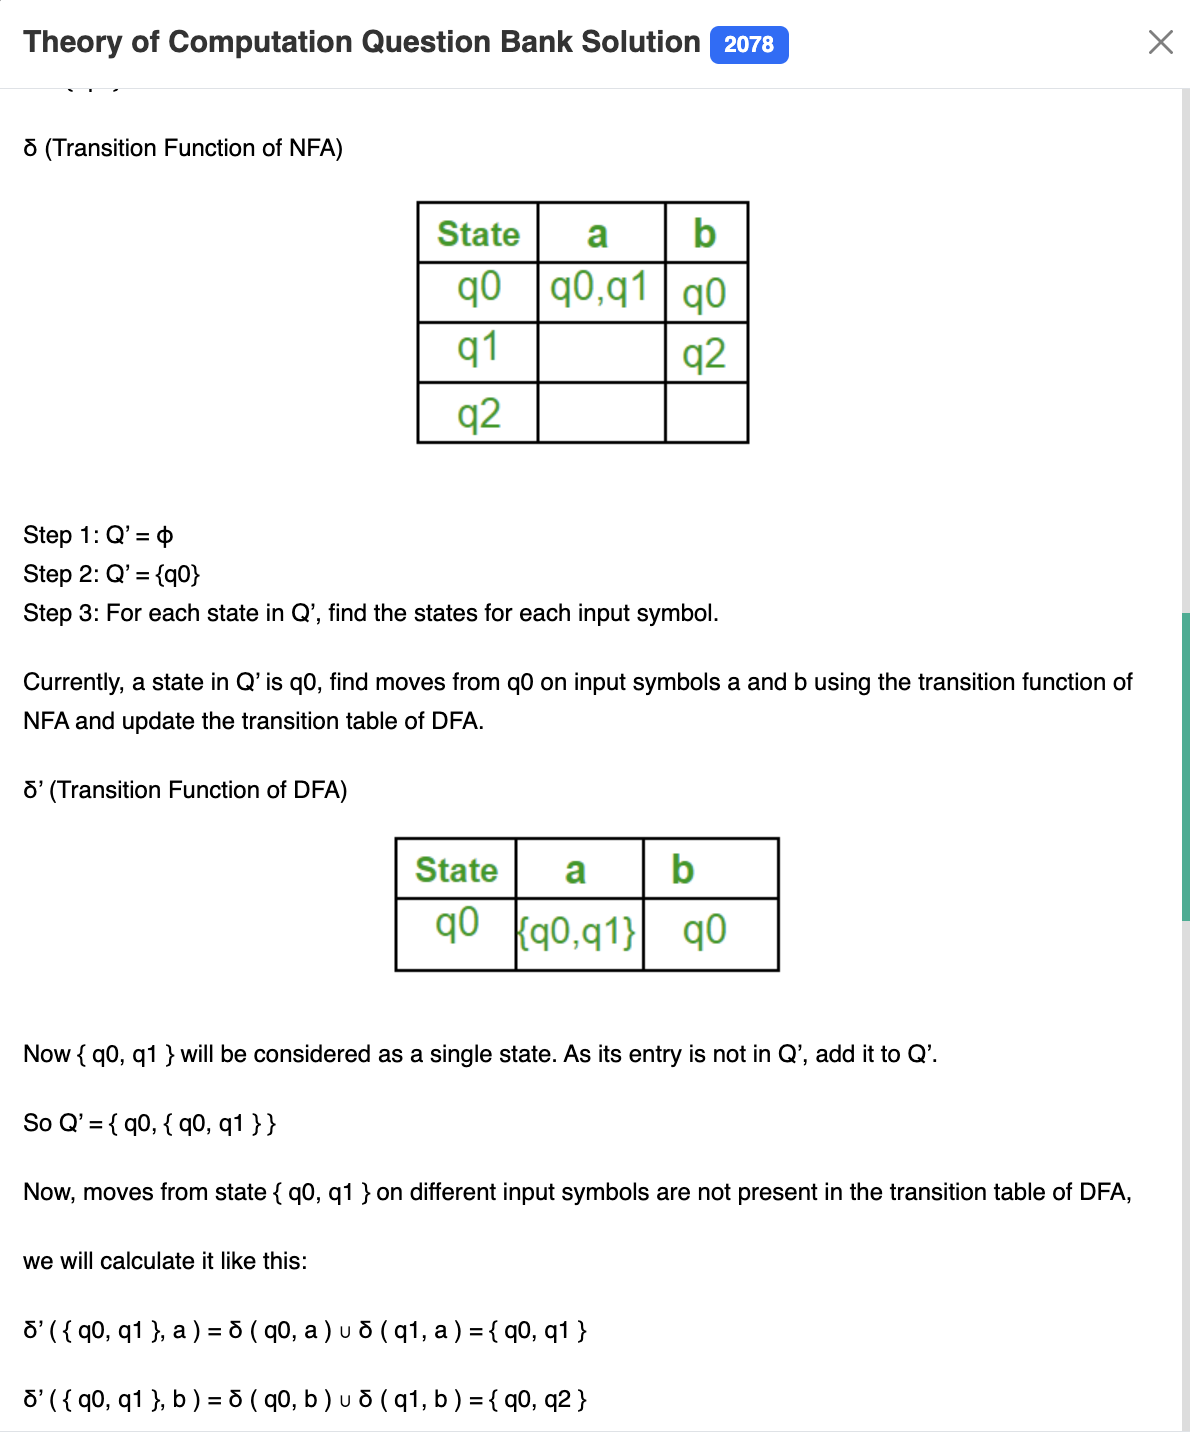 Theory of Computation Question Bank Solution 2078
δ (Transition Function of NFA)
State a b
q0 q0,q1 q0
q1 q2
q2
Step 1: Q’ = ϕ
Step 2: Q’ = {q0}
Step 3: For each state in Q’, find the states for each input symbol.
Currently, a state in Q’ is q0, find moves from q0 on input symbols a and b using the transition function of
NFA and update the transition table of DFA.
δ’ (Transition Function of DFA)
State a b
q0 {q0,q1} q0
Now { q0, q1 } will be considered as a single state. As its entry is not in Q’, add it to Q’.
So Q’ = { q0, { q0, q1 } }
Now, moves from state { q0, q1 } on different input symbols are not present in the transition table of DFA,
we will calculate it like this:
δ’ ( { q0, q1 }, a ) = δ ( q0, a ) ∪ δ ( q1, a ) = { q0, q1 }
δ’ ( { q0, q1 }, b ) = δ ( q0, b ) ∪ δ ( q1, b ) = { q0, q2 }